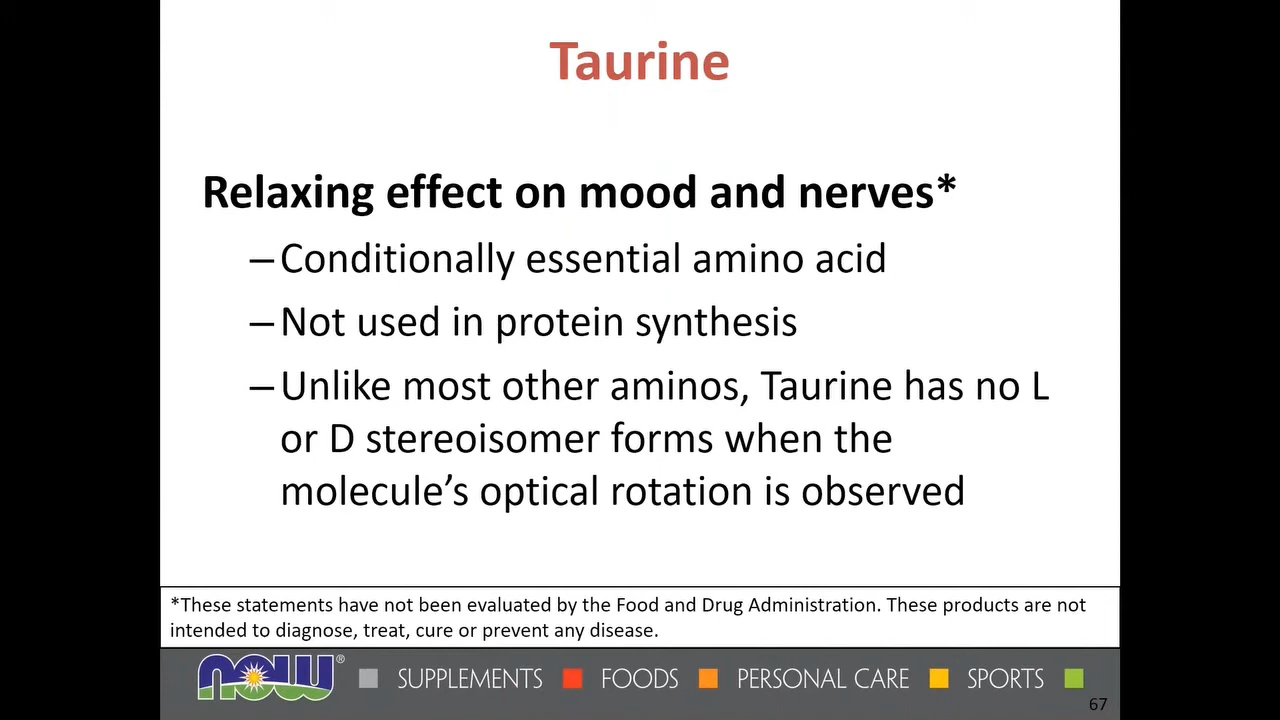 Taurine
Relaxing effect on mood and nerves*
–Conditionally essential amino acid
–Not used in protein synthesis
–Unlike most other aminos, Taurine has no L
or D stereoisomer forms when the
molecule’s optical rotation is observed
*These statements have not been evaluated by the Food and Drug Administration. These products are not
intended to diagnose, treat, cure or prevent any disease.
now® SUPPLEMENTS FOODS PERSONAL CARE SPORTS
67